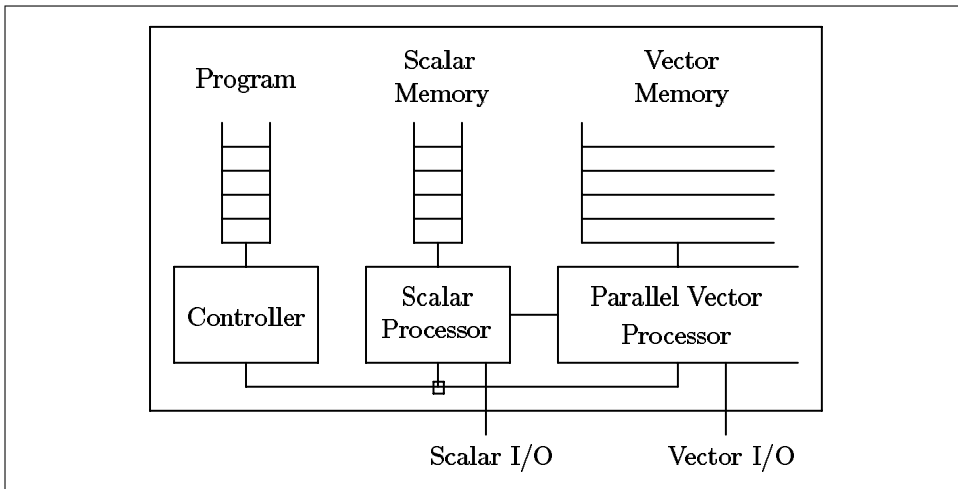 Program
Scalar
Memory
Vector
Memory
Controller
Scalar
Processor
Parallel Vector
Processor
Scalar I/O
Vector I/O